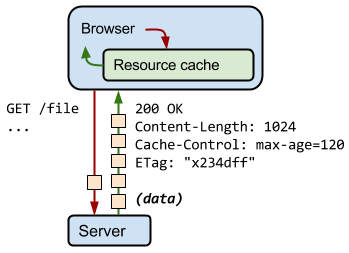 Browser
Resource cache
GET /file
...
200 OK
Content-Length: 1024
Cache-Control: max-age=120
ETag: "x234dff"
(data)
Server